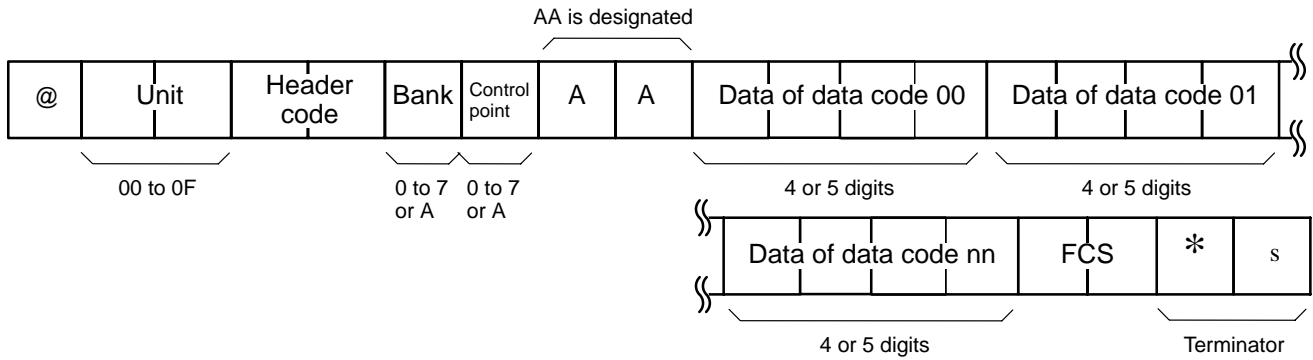 AA is designated
@ Unit Header code Bank Control point A A Data of data code 00 Data of data code 01
00 to 0F 0 to 7 or A 0 to 7 or A 4 or 5 digits 4 or 5 digits
Data of data code nn FCS * s
4 or 5 digits Terminator